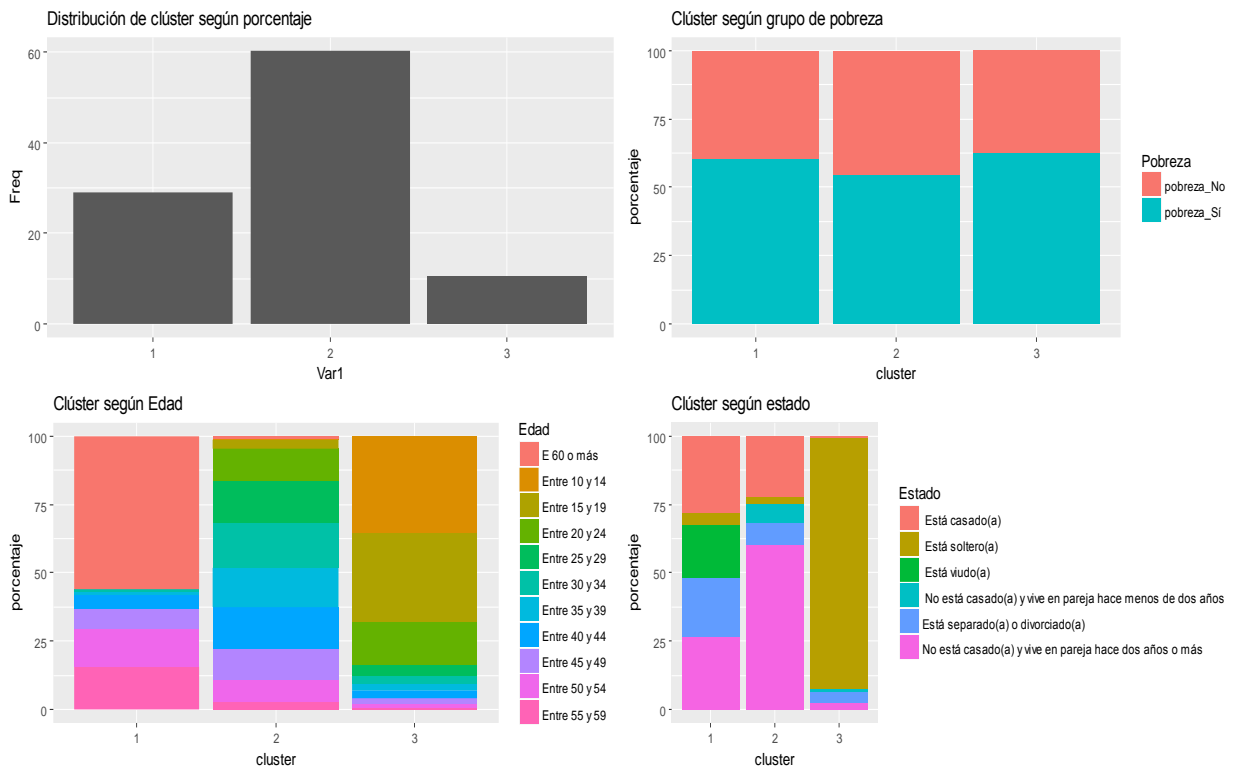 Distribución de clúster según porcentaje
60
40
20
0
Freq
1
2
3
Var1
Clúster según grupo de pobreza
100
75
50
25
0
porcentaje
1
2
3
cluster
Pobreza
pobreza_No
pobreza_Sí
Clúster según Edad
100
75
50
25
0
porcentaje
1
2
3
cluster
Edad
E 60 o más
Entre 10 y 14
Entre 15 y 19
Entre 20 y 24
Entre 25 y 29
Entre 30 y 34
Entre 35 y 39
Entre 40 y 44
Entre 45 y 49
Entre 50 y 54
Entre 55 y 59
Clúster según estado
100
75
50
25
0
porcentaje
1
2
3
cluster
Estado
Está casado(a)
Está soltero(a)
Está viudo(a)
No está casado(a) y vive en pareja hace menos de dos años
Está separado(a) o divorciado(a)
No está casado(a) y vive en pareja hace dos años o más